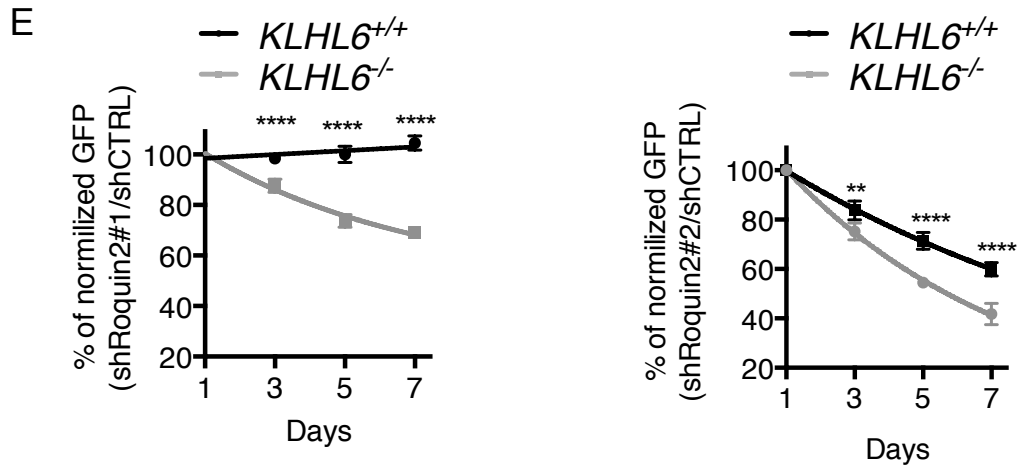 E
KLHL6+/+
KLHL6-/-
% of normilized GFP
(shRoquin2#1/shCTRL)
100
80
60
40
20
**** **** ****
1 3 5 7
Days
KLHL6+/+
KLHL6-/-
% of normilized GFP
(shRoquin2#2/shCTRL)
100
80
60
40
20
** **** ****
1 3 5 7
Days